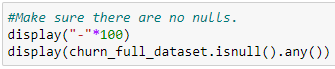 #Make sure there are no nulls.
display("-"*100)
display(churn_full_dataset.isnull().any())